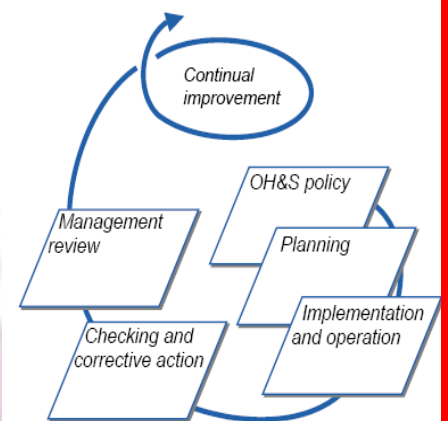 Continual
improvement
OH&S policy
Planning
Implementation
and operation
Checking and
corrective action
Management
review